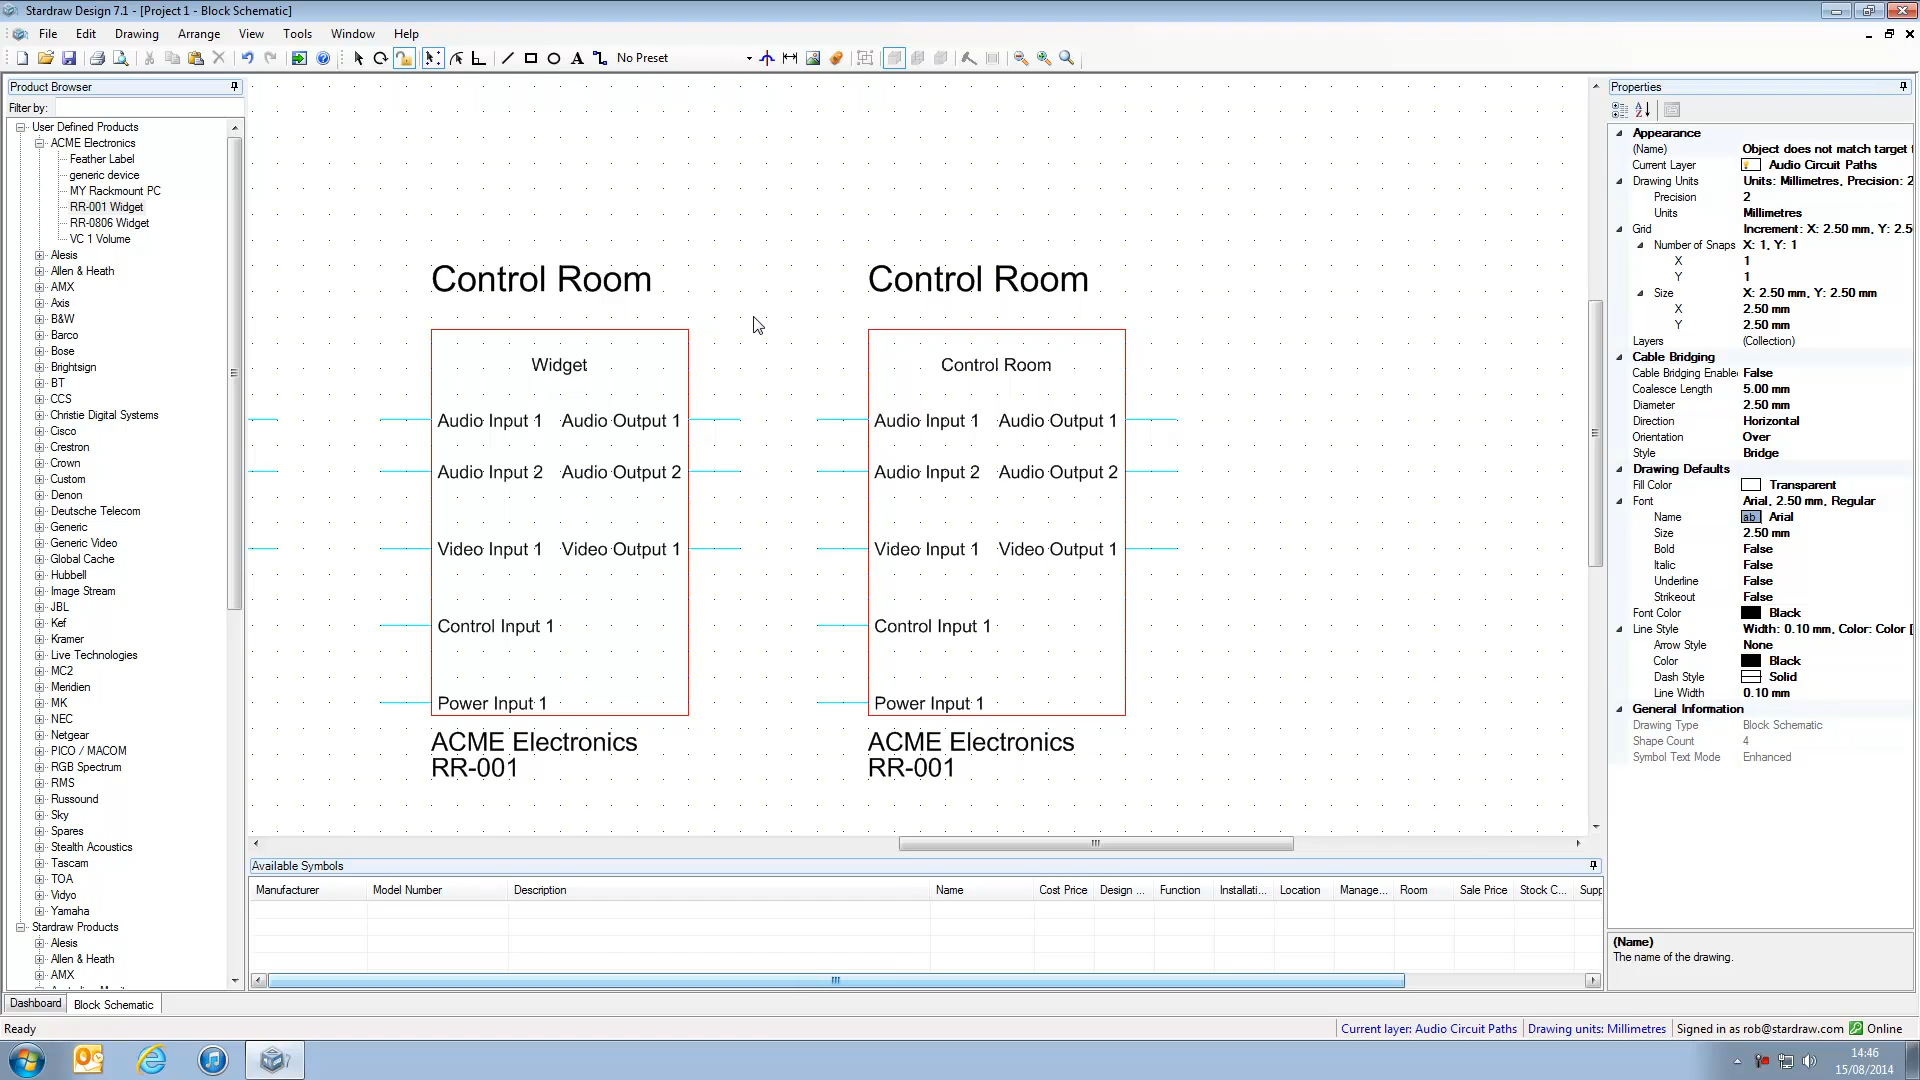 Stardraw Design 7.1 - [Project 1 - Block Schematic]
File Edit Drawing Arrange View Tools Window Help
No Preset
Product Browser
Filter by:
User Defined Products
ACME Electronics
Feather Label
generic device
MY Rackmount PC
RR-001 Widget
RR-0806 Widget
VC 1 Volume
Alesis
Allen & Heath
AMX
Axis
B&W
Barco
Bose
Brightsign
BT
CCS
Christie Digital Systems
Cisco
Crestron
Crown
Custom
Denon
Deutsche Telecom
Generic
Generic Video
Global Cache
Hubbell
Image Stream
JBL
Kef
Kramer
Live Technologies
MC2
Meridien
MK
NEC
Netgear
PICO / MACOM
RGB Spectrum
RMS
Russound
Sky
Spares
Stealth Acoustics
Tascam
TOA
Vidyo
Yamaha
Stardraw Products
Alesis
Allen & Heath
AMX
Dashboard Block Schematic
Control Room
Widget
Audio Input 1 Audio Output 1
Audio Input 2 Audio Output 2
Video Input 1 Video Output 1
Control Input 1
Power Input 1
ACME Electronics
RR-001
Control Room
Control Room
Audio Input 1 Audio Output 1
Audio Input 2 Audio Output 2
Video Input 1 Video Output 1
Control Input 1
Power Input 1
ACME Electronics
RR-001
Available Symbols
Manufacturer Model Number Description Name Cost Price Design ... Function Installati... Location Manage... Room Sale Price Stock C... Supp
Properties
Appearance
(Name) Object does not match target
Current Layer Audio Circuit Paths
Drawing Units Units: Millimetres, Precision: 2
Precision 2
Units Millimetres
Grid Increment: X: 2.50 mm, Y: 2.5
Number of Snaps X: 1, Y: 1
X 1
Y 1
Size X: 2.50 mm, Y: 2.50 mm
X 2.50 mm
Y 2.50 mm
Layers (Collection)
Cable Bridging
Cable Bridging Enable False
Coalesce Length 5.00 mm
Diameter 2.50 mm
Direction Horizontal
Orientation Over
Style Bridge
Drawing Defaults
Fill Color Transparent
Font Arial, 2.50 mm, Regular
Name ab Arial
Size 2.50 mm
Bold False
Italic False
Underline False
Strikeout False
Font Color Black
Line Style Width: 0.10 mm, Color: Color [
Arrow Style None
Color Black
Dash Style Solid
Line Width 0.10 mm
General Information
Drawing Type Block Schematic
Shape Count 4
Symbol Text Mode Enhanced
(Name)
The name of the drawing.
Ready
Current layer: Audio Circuit Paths Drawing units: Millimetres Signed in as rob@stardraw.com Online
14:46
15/08/2014